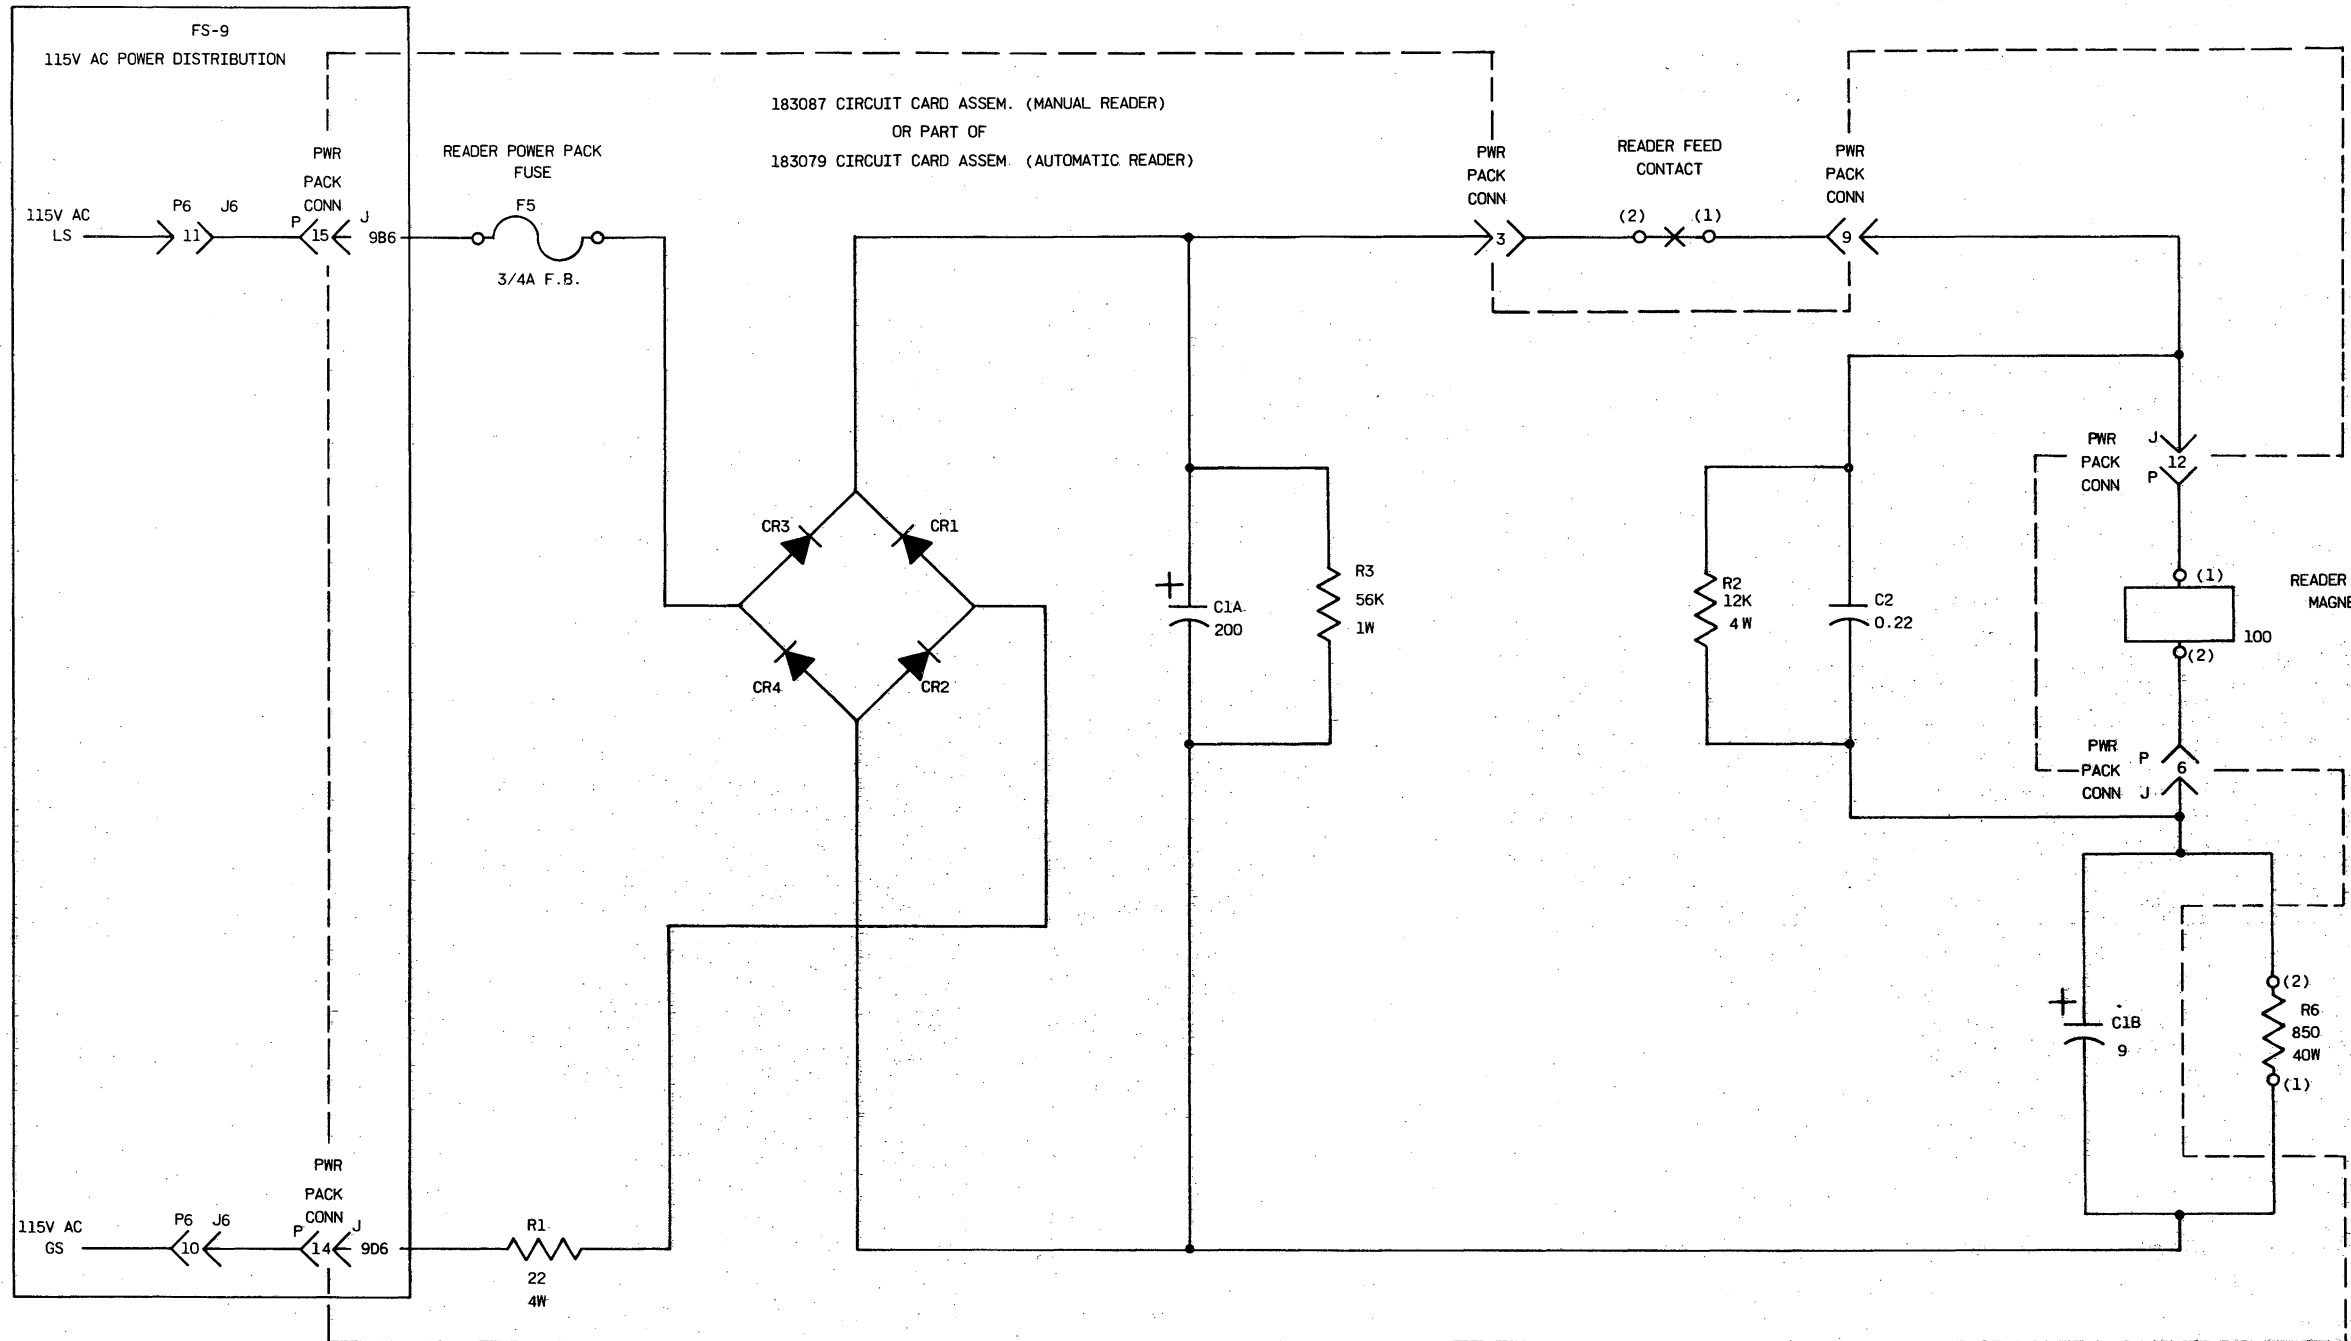 FS-9
115V AC POWER DISTRIBUTION
183087 CIRCUIT CARD ASSEM. (MANUAL READER)
OR PART OF
183079 CIRCUIT CARD ASSEM. (AUTOMATIC READER)
PWR
PACK
CONN
READER POWER PACK
FUSE
F5
3/4A F.B.
115V AC
LS
P6 J6
11
P 15 J
9B6
PWR
PACK
CONN
3
READER FEED
CONTACT
(2) (1)
PWR
PACK
CONN
9
CR3
CR1
CR4
CR2
+
C1A
200
R3
56K
1W
R2
12K
4W
C2
0.22
PWR
PACK
CONN
J
12
P
(1)
READER
100
(2)
PWR
PACK
CONN
P
6
J
+
C1B
9
(2)
R6
850
40W
(1)
115V AC
GS
P6 J6
10
PWR
PACK
CONN
P 14 J
9D6
R1
22
4W